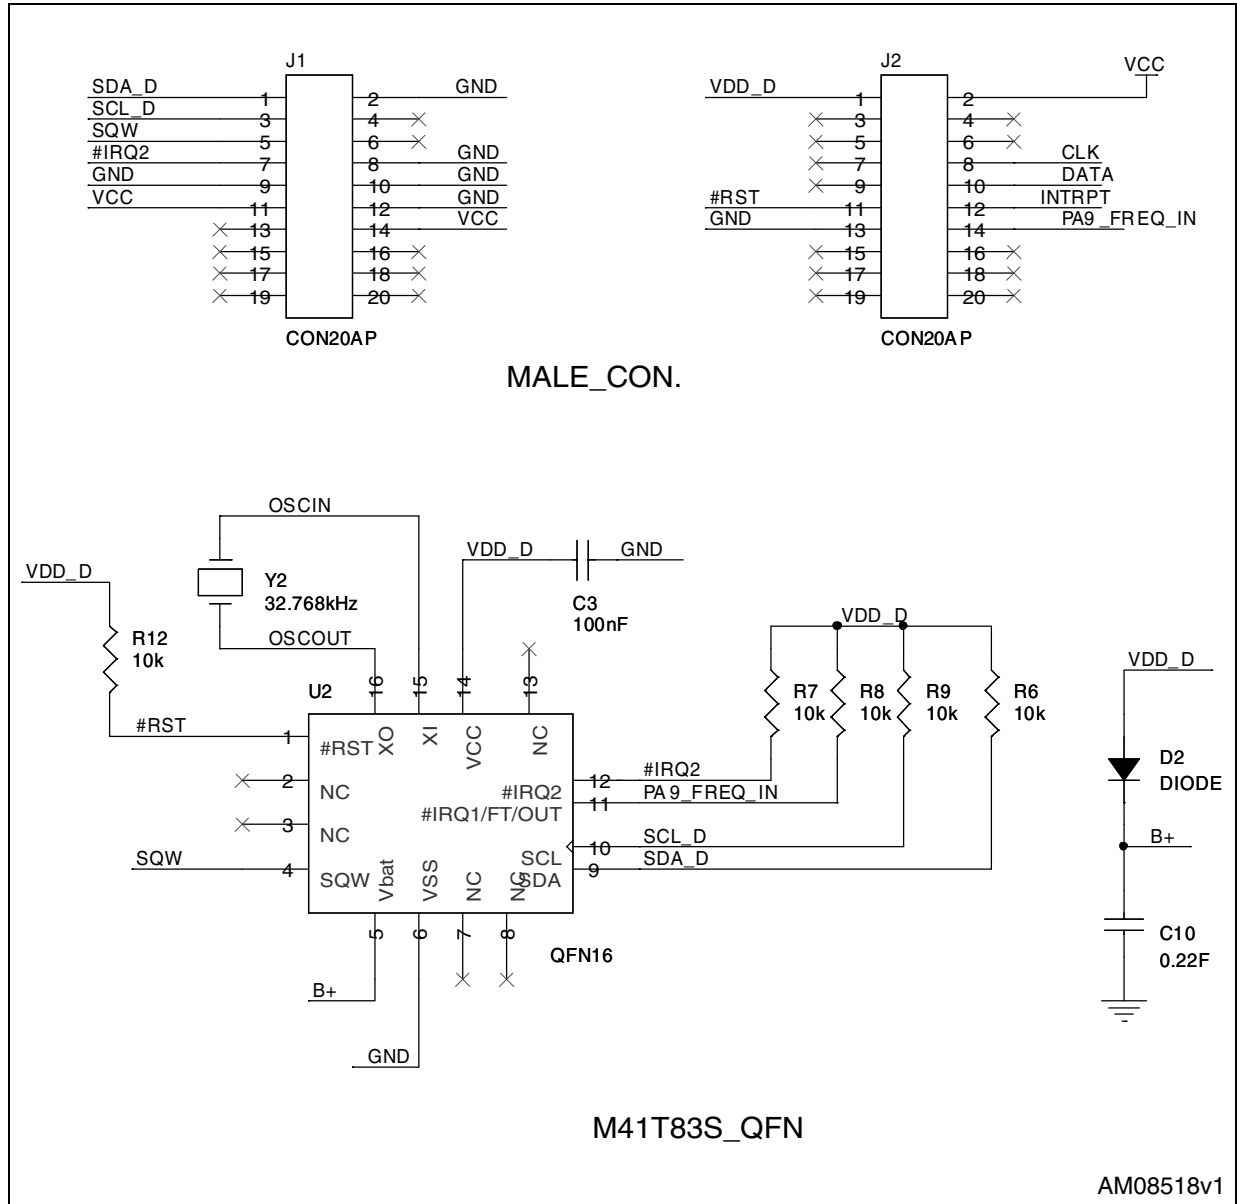 J1
SDA_D 1 2 GND
SCL_D 3 4
SQW 5 6
#IRQ2 7 8 GND
GND 9 10 GND
VCC 11 12 GND
13 14 VCC
15 16
17 18
19 20
CON20AP
J2
VCC
VDD_D 1 2
3 4
5 6
7 8 CLK
9 10 DATA
#RST 11 12 INTRPT
GND 13 14 PA9_FREQ_IN
15 16
17 18
19 20
CON20AP
MALE_CON.
OSCIN
VDD_D
Y2
32.768kHz
OSCOUT
R12
10k
VDD_D
GND
C3
100nF
VDD_D
R7
10k
R8
10k
R9
10k
R6
10k
U2
16 15 14 13
#RST 1 #RST
XO XI VCC NC
2 NC
3 NC
SQW 4 SQW
#IRQ2 12 #IRQ2
#IRQ1/FT/OUT 11 PA9_FREQ_IN
SCL 10 SCL_D
SDA 9 SDA_D
Vbat VSS NC NC
5 6 7 8
QFN16
B+
GND
VDD_D
D2
DIODE
B+
C10
0.22F
M41T83S_QFN
AM08518v1